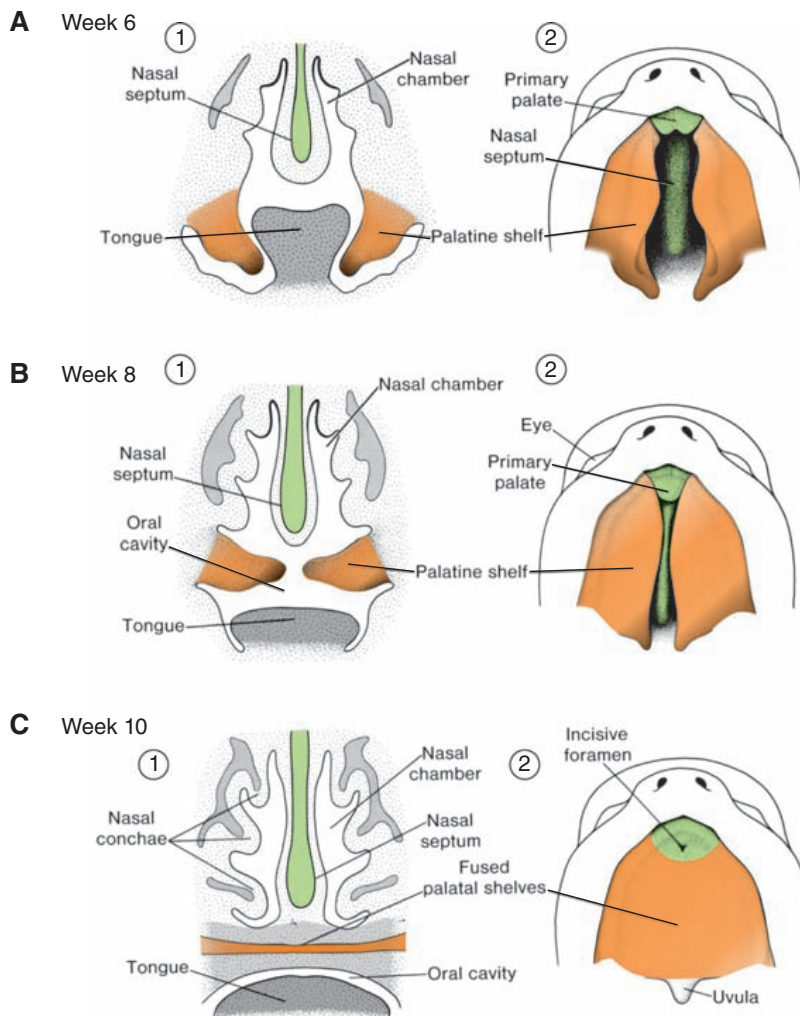 A Week 6
1
2
Nasal
septum
Nasal
chamber
Primary
palate
Nasal
septum
Tongue
Palatine shelf
B Week 8
1
2
Nasal chamber
Eye
Nasal
septum
Primary
palate
Oral
cavity
Palatine shelf
Tongue
C Week 10
1
2
Incisive
foramen
Nasal
chamber
Nasal
conchae
Nasal
septum
Fused
palatal shelves
Tongue
Oral cavity
Uvula